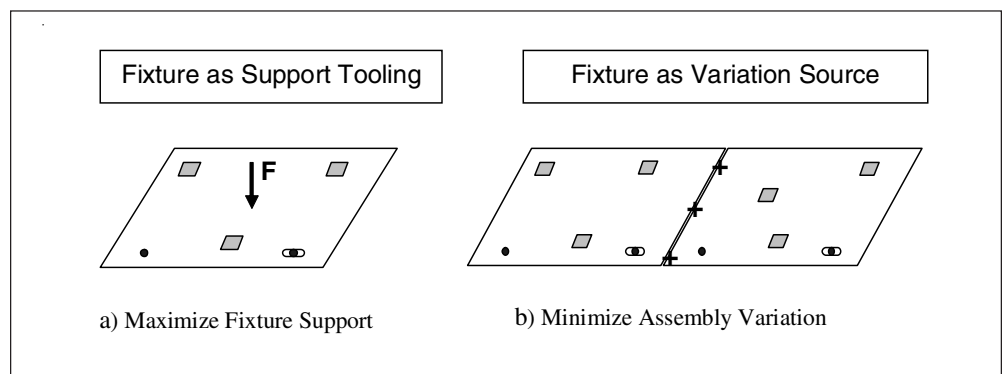 Fixture as Support Tooling
Fixture as Variation Source
F
a) Maximize Fixture Support
b) Minimize Assembly Variation